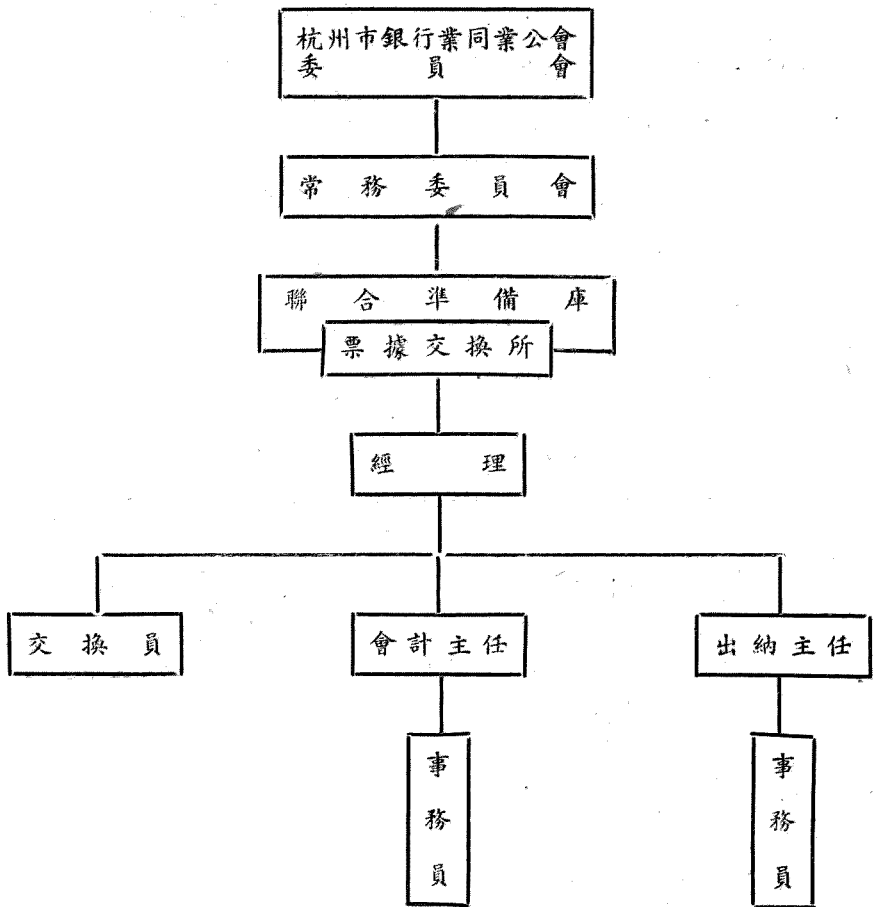 杭州市銀行業同業公會
委員會
常務委員會
聯合準備庫
票據交換所
經理
交換員
會計主任
出納主任
事務員
事務員